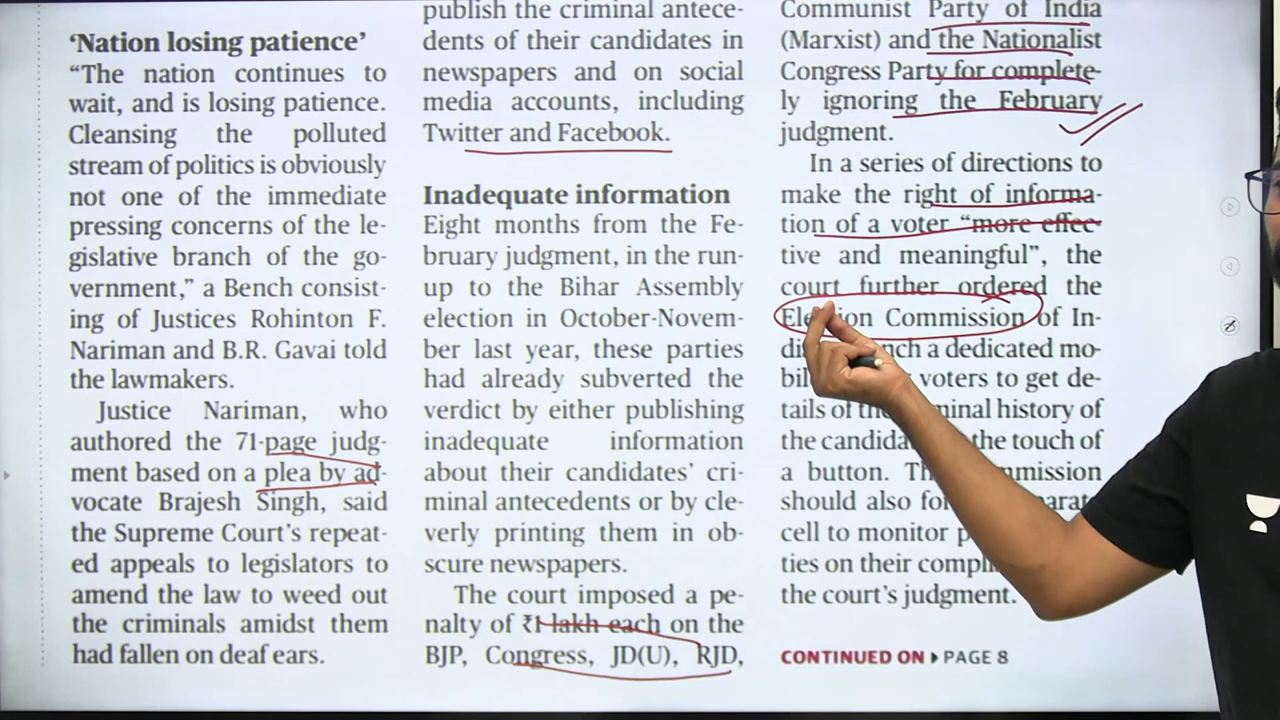 ‘Nation losing patience’
“The nation continues to
wait, and is losing patience.
Cleansing the polluted
stream of politics is obviously
not one of the immediate
pressing concerns of the le-
gislative branch of the go-
vernment,” a Bench consist-
ing of Justices Rohinton F.
Nariman and B.R. Gavai told
the lawmakers.
Justice Nariman, who
authored the 71-page judg-
ment based on a plea by ad-
vocate Brajesh Singh, said
the Supreme Court’s repeat-
ed appeals to legislators to
amend the law to weed out
the criminals amidst them
had fallen on deaf ears.
publish the criminal antece-
dents of their candidates in
newspapers and on social
media accounts, including
Twitter and Facebook.
Inadequate information
Eight months from the Fe-
bruary judgment, in the run-
up to the Bihar Assembly
election in October-Novem-
ber last year, these parties
had already subverted the
verdict by either publishing
inadequate information
about their candidates’ cri-
minal antecedents or by cle-
verly printing them in ob-
scure newspapers.
The court imposed a pe-
nalty of ₹1 lakh each on the
BJP, Congress, JD(U), RJD,
Communist Party of India
(Marxist) and the Nationalist
Congress Party for complete-
ly ignoring the February
judgment.
In a series of directions to
make the right of informa-
tion of a voter “more effec-
tive and meaningful”, the
court further ordered the
Election Commission of In-
a dedicated mo-
voters to get de-
tails of history of
the the touch of
a button.
should also
cell to monitor
ties on their
the court’s judgment.
CONTINUED ON PAGE 8